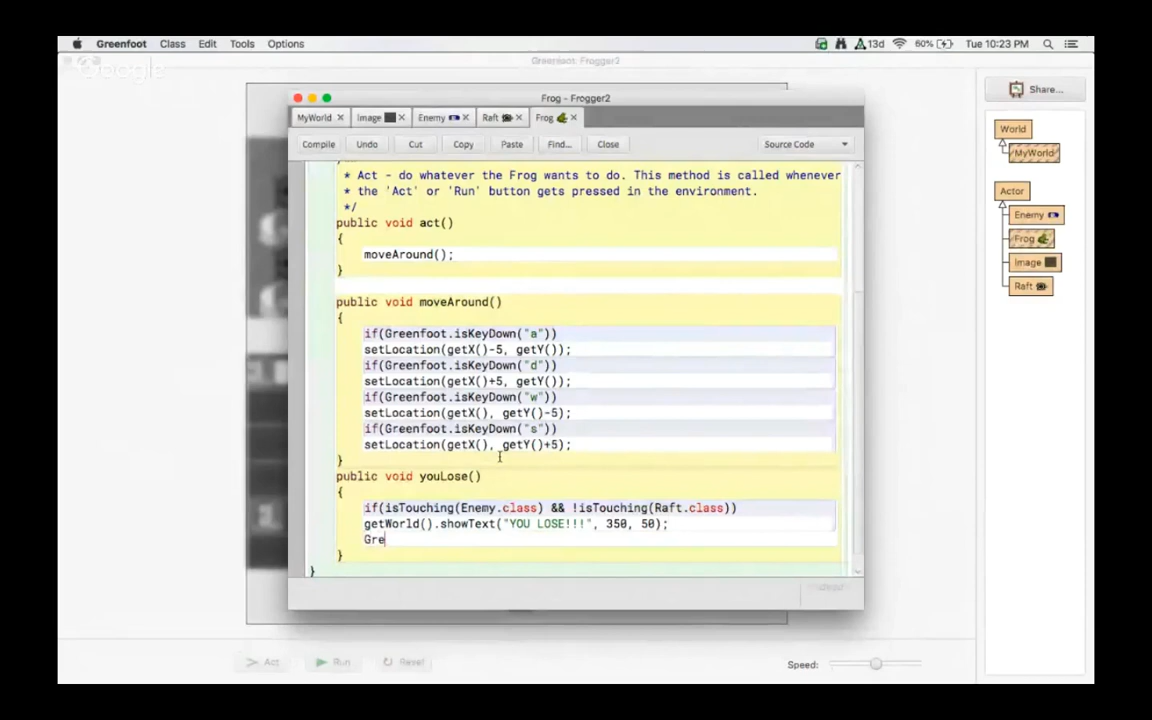 Greenfoot Class Edit Tools Options 13d 60% Tue 10:23 PM
Google
Greenfoot: Frogger2
Share...
World
MyWorld
Actor
Enemy
Frog
Image
Raft
Frog - Frogger2
MyWorld Image Enemy Raft Frog
Compile Undo Cut Copy Paste Find... Close Source Code
* Act - do whatever the Frog wants to do. This method is called whenever
* the 'Act' or 'Run' button gets pressed in the environment.
*/
public void act()
{
moveAround();
}
public void moveAround()
{
if(Greenfoot.isKeyDown("a"))
setLocation(getX()-5, getY());
if(Greenfoot.isKeyDown("d"))
setLocation(getX()+5, getY());
if(Greenfoot.isKeyDown("w"))
setLocation(getX(), getY()-5);
if(Greenfoot.isKeyDown("s"))
setLocation(getX(), getY()+5);
}
public void youLose()
{
if(isTouching(Enemy.class) && !isTouching(Raft.class))
getWorld().showText("YOU LOSE!!!", 350, 50);
Gre
}
}
Act Run Reset Speed: